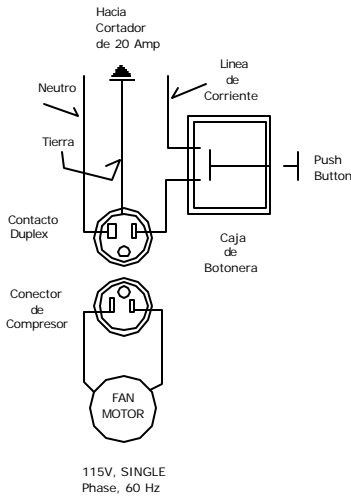 Hacia
Cortador
de 20 Amp
Linea
de
Corriente
Neutro
Tierra
Push
Button
Contacto
Duplex
Caja
de
Botonera
Conector
de
Compresor
FAN
MOTOR
115V, SINGLE
Phase, 60 Hz